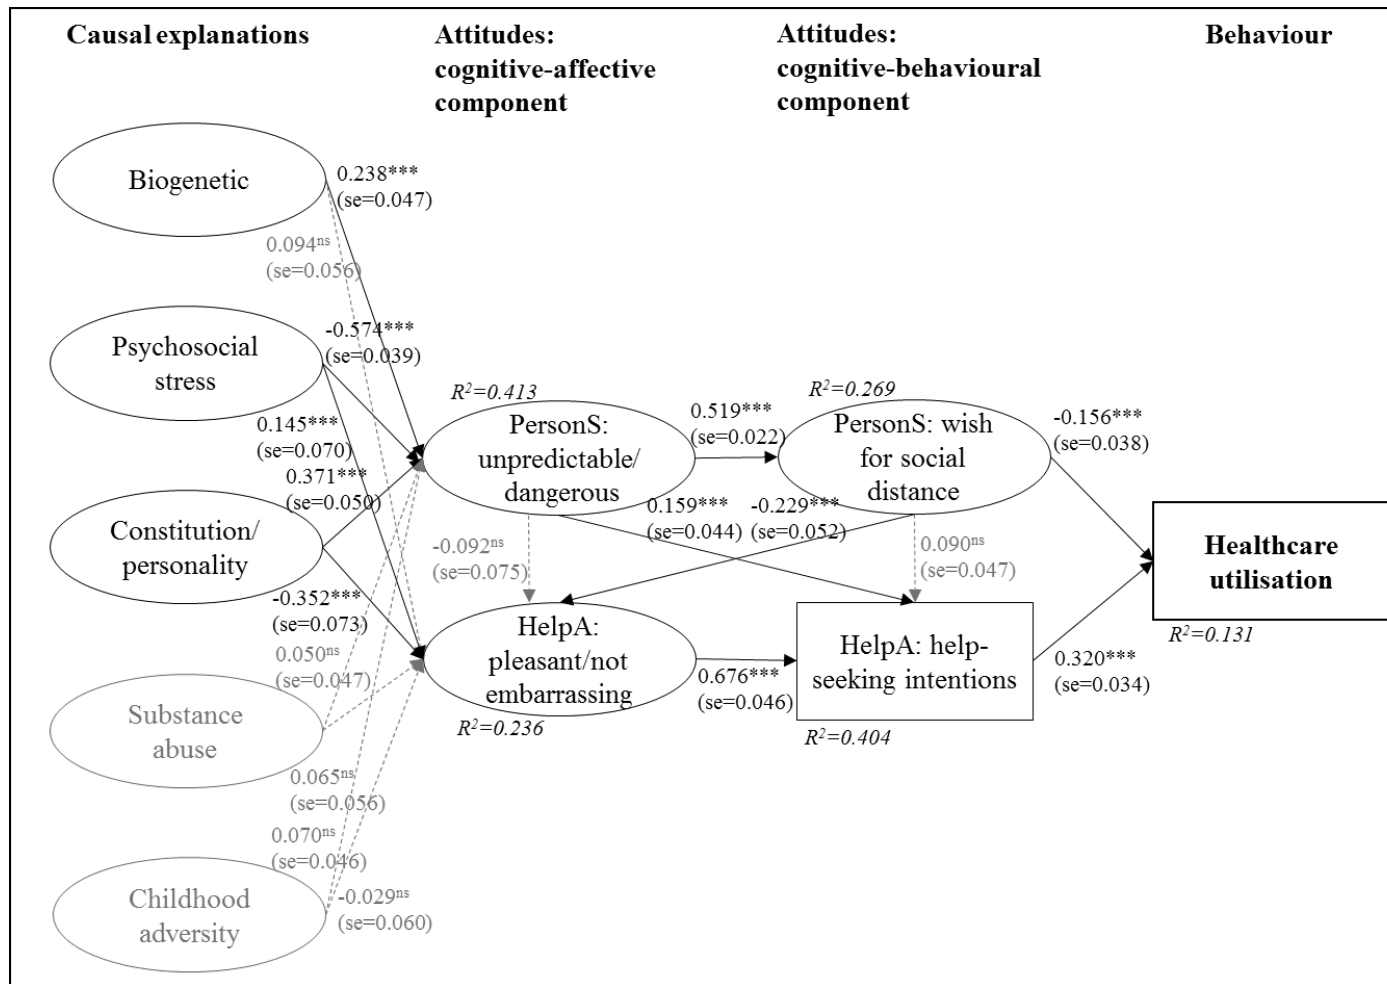 Causal explanations
Attitudes:
cognitive-affective
component
Attitudes:
cognitive-behavioural
component
Behaviour
Biogenetic
0.238***
(se=0.047)
0.094ns
(se=0.056)
Psychosocial
stress
-0.574***
(se=0.039)
0.145***
(se=0.070)
0.371***
(se=0.050)
Constitution/
personality
-0.352***
(se=0.073)
0.050ns
(se=0.047)
Substance
abuse
0.065ns
(se=0.056)
0.070ns
(se=0.046)
Childhood
adversity
-0.029ns
(se=0.060)
R²=0.413
PersonS:
unpredictable/
dangerous
0.519***
(se=0.022)
R²=0.269
PersonS: wish
for social
distance
-0.156***
(se=0.038)
0.159***
(se=0.044)
-0.229***
(se=0.052)
-0.092ns
(se=0.075)
0.090ns
(se=0.047)
HelpA:
pleasant/not
embarrassing
R²=0.236
0.676***
(se=0.046)
HelpA: help-
seeking intentions
R²=0.404
0.320***
(se=0.034)
Healthcare
utilisation
R²=0.131